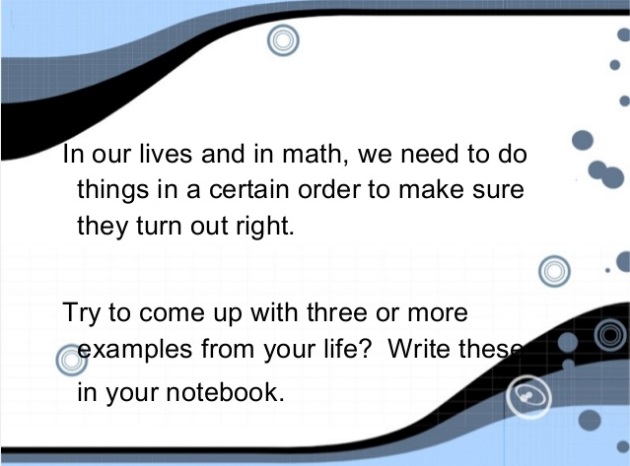 In our lives and in math, we need to do
things in a certain order to make sure
they turn out right.
Try to come up with three or more
examples from your life?  Write these
in your notebook.